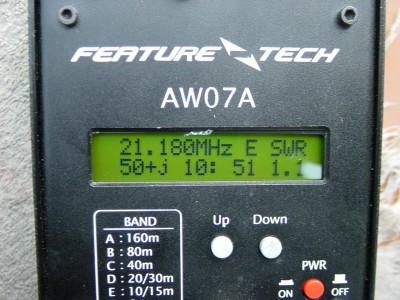 FEATURE TECH
AW07A
21.180MHz E SWR
50+j 10: 51 1.1
BAND
A : 160m
B : 80m
C : 40m
D : 20/30m
E : 10/15m
Up Down
PWR
ON OFF